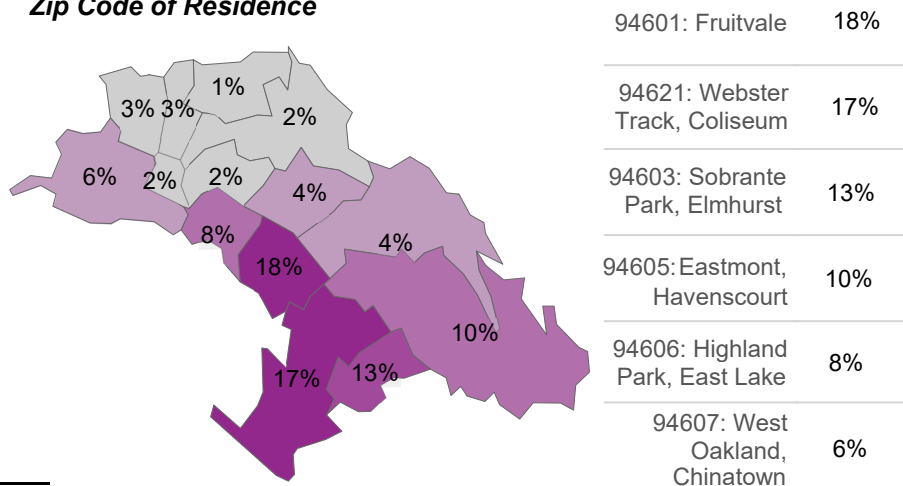 Zip Code of Residence
1%
3%
3%
2%
6%
2%
2%
4%
8%
4%
18%
10%
17%
13%
94601: Fruitvale 18%
94621: Webster
Track, Coliseum 17%
94603: Sobrante
Park, Elmhurst 13%
94605: Eastmont,
Havenscourt 10%
94606: Highland
Park, East Lake 8%
94607: West
Oakland,
Chinatown 6%